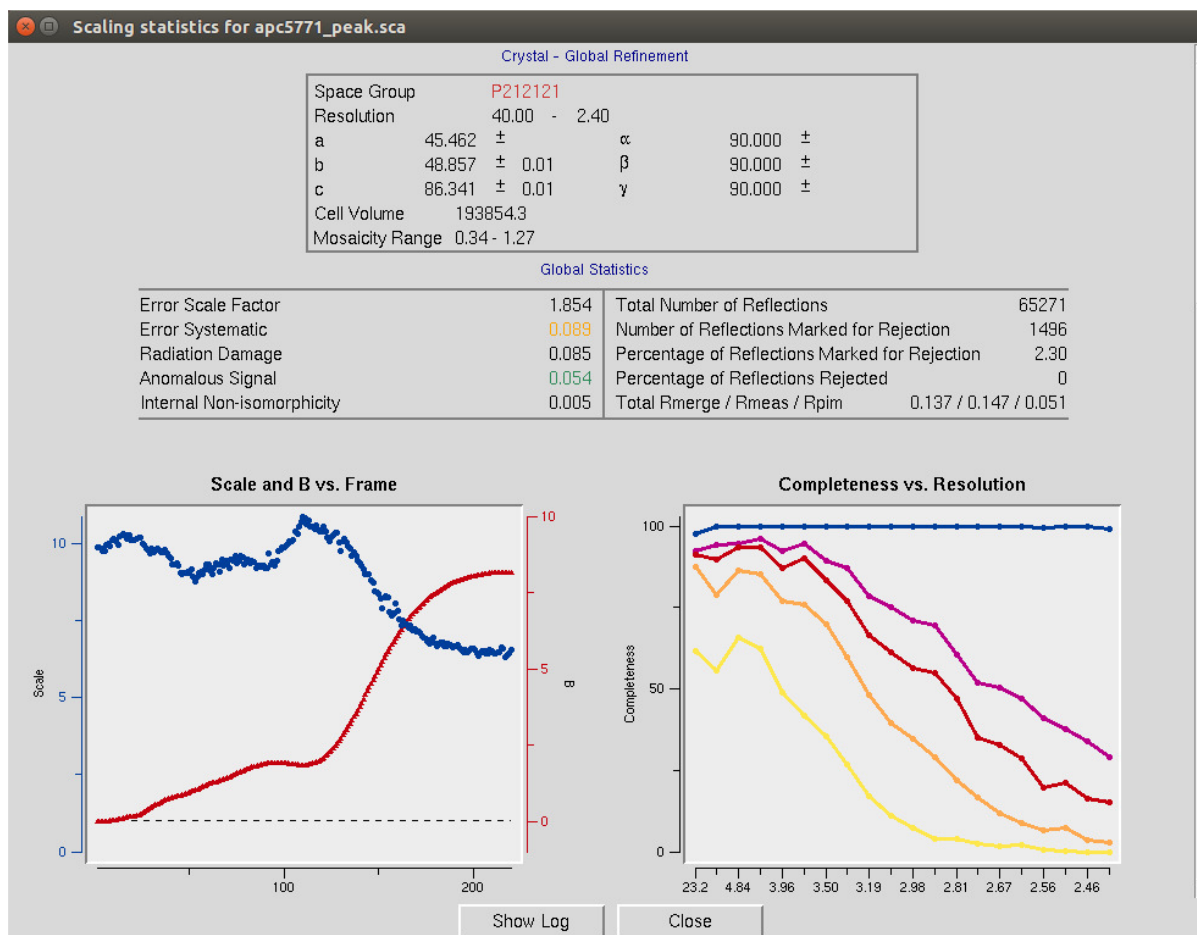 Scaling statistics for apc5771_peak.sca
Crystal - Global Refinement
Space Group P212121
Resolution 40.00 - 2.40
a 45.462 ± α 90.000 ±
b 48.857 ± 0.01 β 90.000 ±
c 86.341 ± 0.01 γ 90.000 ±
Cell Volume 193854.3
Mosaicity Range 0.34 - 1.27
Global Statistics
Error Scale Factor 1.854 Total Number of Reflections 65271
Error Systematic 0.089 Number of Reflections Marked for Rejection 1496
Radiation Damage 0.085 Percentage of Reflections Marked for Rejection 2.30
Anomalous Signal 0.054 Percentage of Reflections Rejected 0
Internal Non-isomorphicity 0.005 Total Rmerge / Rmeas / Rpim 0.137 / 0.147 / 0.051
Scale and B vs. Frame
10
5
0
Scale
10
5
0
B
100 200
Completeness vs. Resolution
100
50
0
Completeness
23.2 4.84 3.96 3.50 3.19 2.98 2.81 2.67 2.56 2.46
Show Log Close